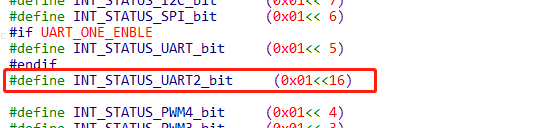 #define INT_STATUS_I2C_bit (0x01<< 7)
#define INT_STATUS_SPI_bit (0x01<< 6)
#if UART_ONE_ENBLE
#define INT_STATUS_UART_bit (0x01<< 5)
#endif
#define INT_STATUS_UART2_bit (0x01<<16)
#define INT_STATUS_PWM4_bit (0x01<< 4)
#define INT_STATUS_PWM3_bit (0x01<< 3)